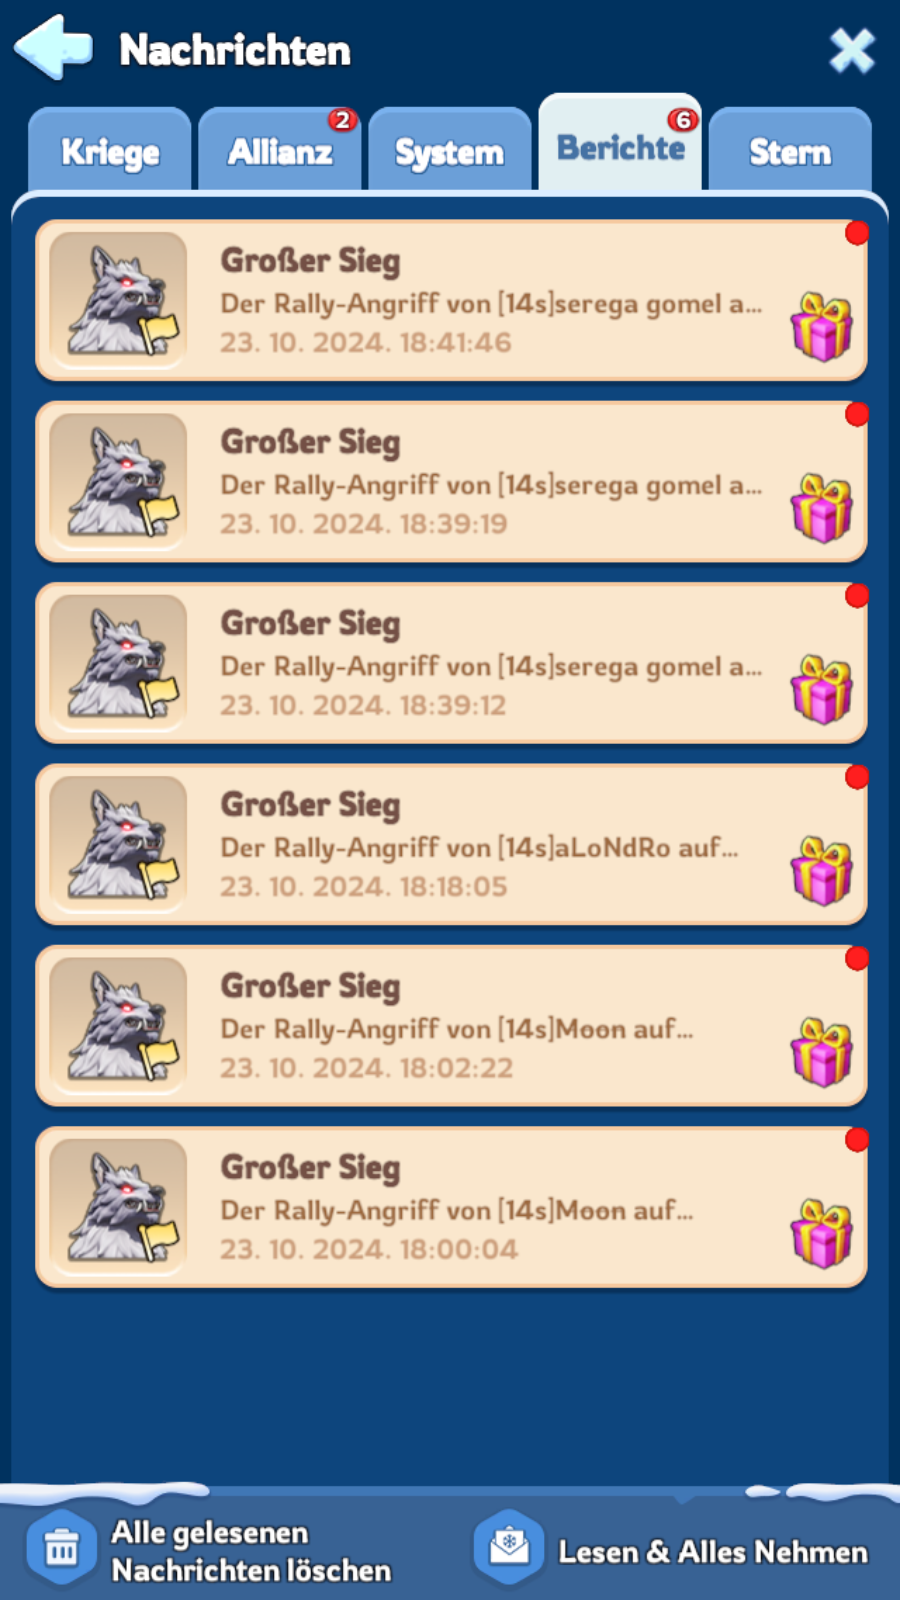 Nachrichten
Kriege
Allianz
2
System
Berichte
6
Stern
Großer Sieg
Der Rally-Angriff von [14s]serega gomel a...
23. 10. 2024. 18:41:46
Großer Sieg
Der Rally-Angriff von [14s]serega gomel a...
23. 10. 2024. 18:39:19
Großer Sieg
Der Rally-Angriff von [14s]serega gomel a...
23. 10. 2024. 18:39:12
Großer Sieg
Der Rally-Angriff von [14s]aLoNdRo auf...
23. 10. 2024. 18:18:05
Großer Sieg
Der Rally-Angriff von [14s]Mɵɵn auf...
23. 10. 2024. 18:02:22
Großer Sieg
Der Rally-Angriff von [14s]Mɵɵn auf...
23. 10. 2024. 18:00:04
Alle gelesenen
Nachrichten löschen
Lesen & Alles Nehmen